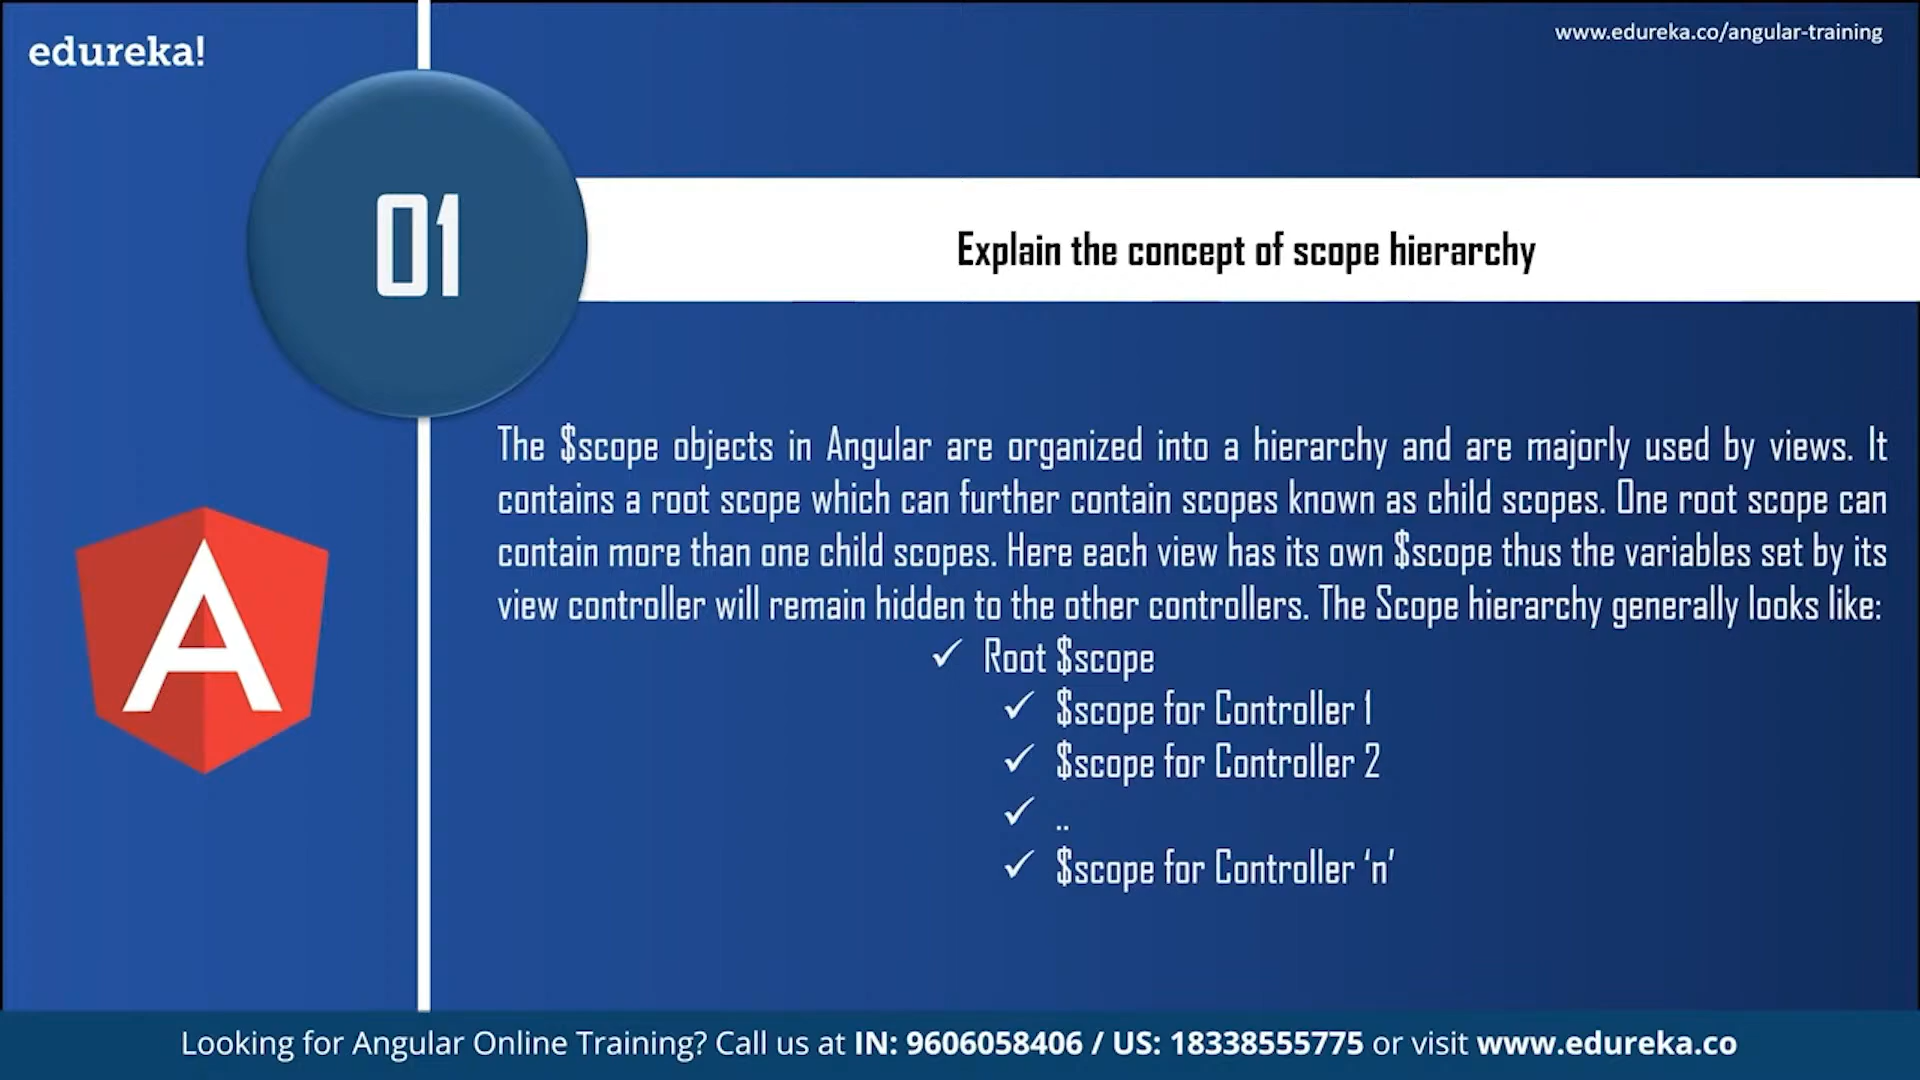 edureka!
www.edureka.co/angular-training
01
Explain the concept of scope hierarchy
The $scope objects in Angular are organized into a hierarchy and are majorly used by views. It
contains a root scope which can further contain scopes known as child scopes. One root scope can
contain more than one child scopes. Here each view has its own $scope thus the variables set by its
view controller will remain hidden to the other controllers. The Scope hierarchy generally looks like:
✓ Root $scope
✓ $scope for Controller 1
✓ $scope for Controller 2
✓ ..
✓ $scope for Controller ‘n’
A
Looking for Angular Online Training? Call us at IN: 9606058406 / US: 18338555775 or visit www.edureka.co